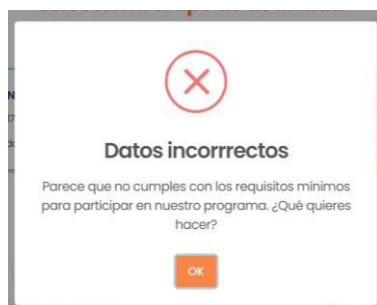 Datos incorrrectos
Parece que no cumples con los requisitos mínimos
para participar en nuestro programa. ¿Qué quieres
hacer?
OK